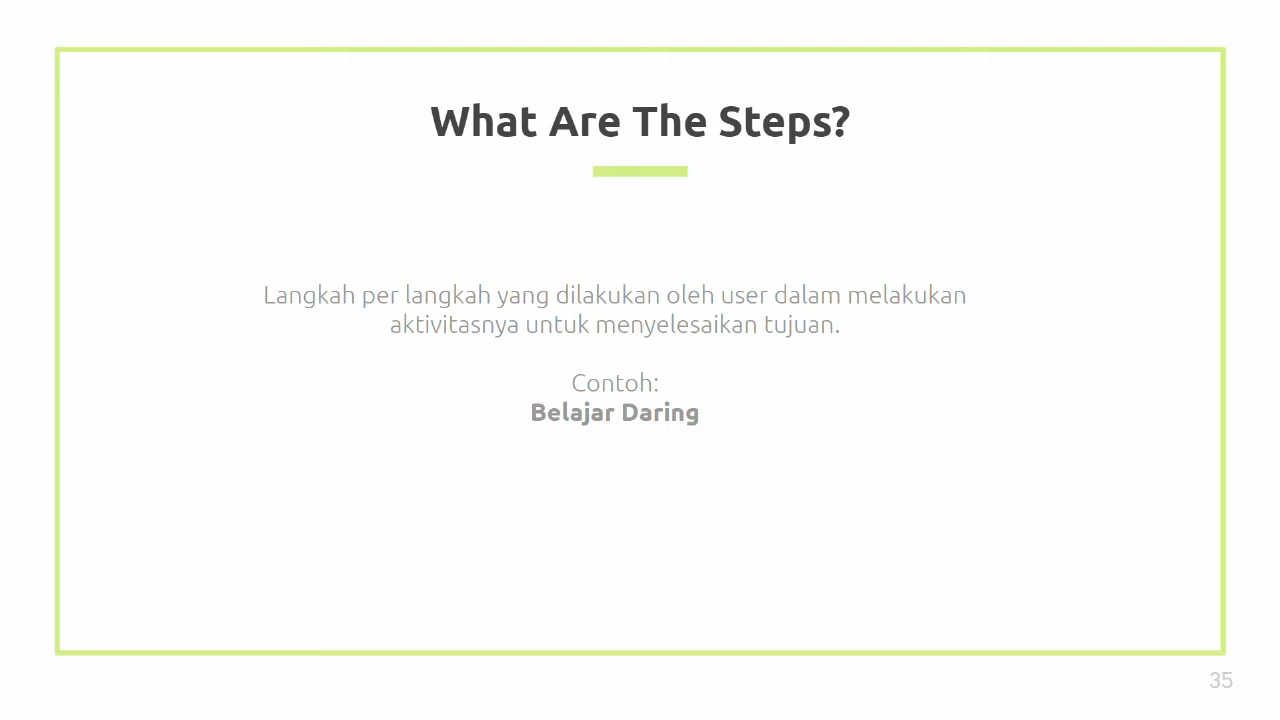 What Are The Steps?
Langkah per langkah yang dilakukan oleh user dalam melakukan
aktivitasnya untuk menyelesaikan tujuan.
Contoh:
Belajar Daring
35